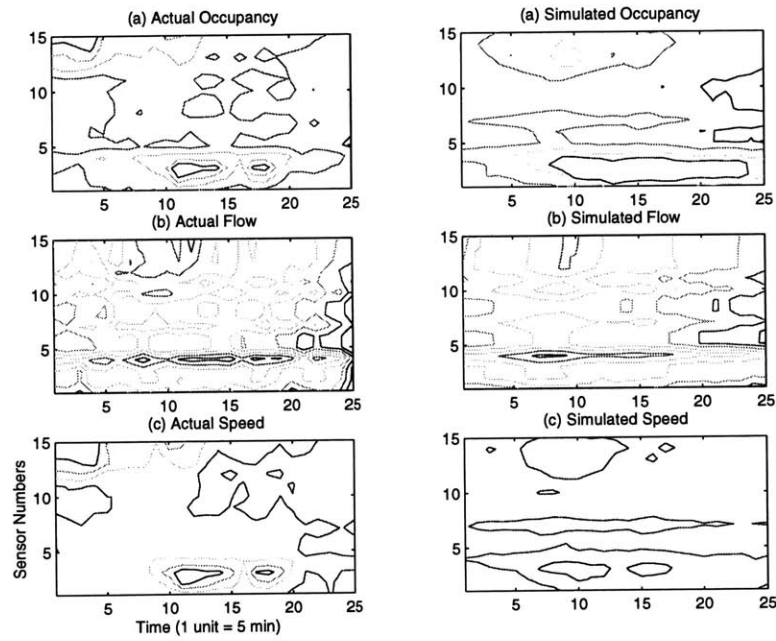 (a) Actual Occupancy
15
10
5
5 10 15 20 25
(b) Actual Flow
15
10
5
5 10 15 20 25
(c) Actual Speed
15
10
5
5 10 15 20 25
Sensor Numbers
Time (1 unit = 5 min)
(a) Simulated Occupancy
15
10
5
5 10 15 20 25
(b) Simulated Flow
15
10
5
5 10 15 20 25
(c) Simulated Speed
15
10
5
5 10 15 20 25